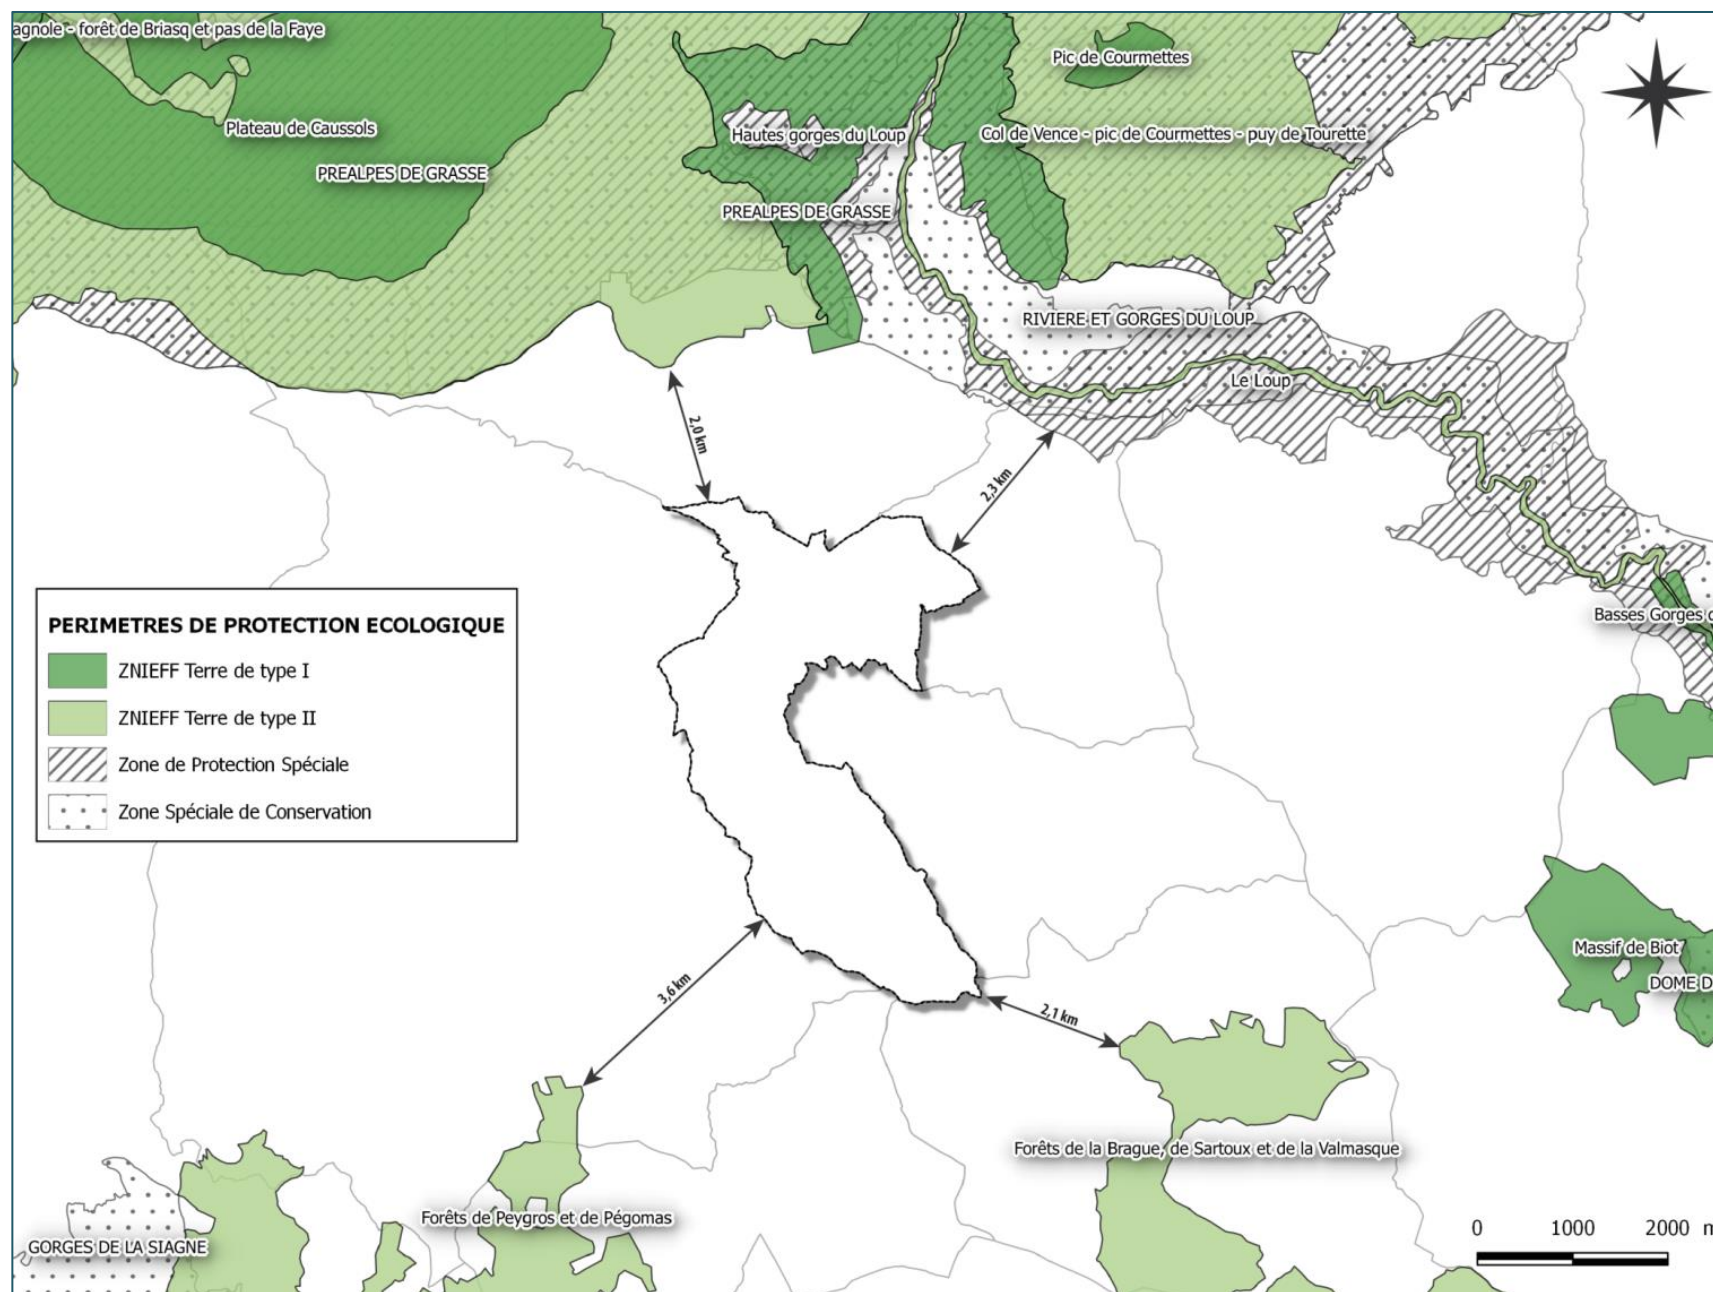 agnole - forêt de Briasq et pas de la Faye
Pic de Courmettes
Plateau de Caussols
Hautes gorges du Loup
Col de Vence - pic de Courmettes - puy de Tourette
PREALPES DE GRASSE
PREALPES DE GRASSE
RIVIERE ET GORGES DU LOUP
Le Loup
2,0 km
2,3 km
Basses Gorges d
PERIMETRES DE PROTECTION ECOLOGIQUE
ZNIEFF Terre de type I
ZNIEFF Terre de type II
Zone de Protection Spéciale
Zone Spéciale de Conservation
Massif de Biot
DOME D
3,6 km
2,1 km
Forêts de la Brague, de Sartoux et de la Valmasque
Forêts de Peygros et de Pégomas
GORGES DE LA SIAGNE
0 1000 2000 m